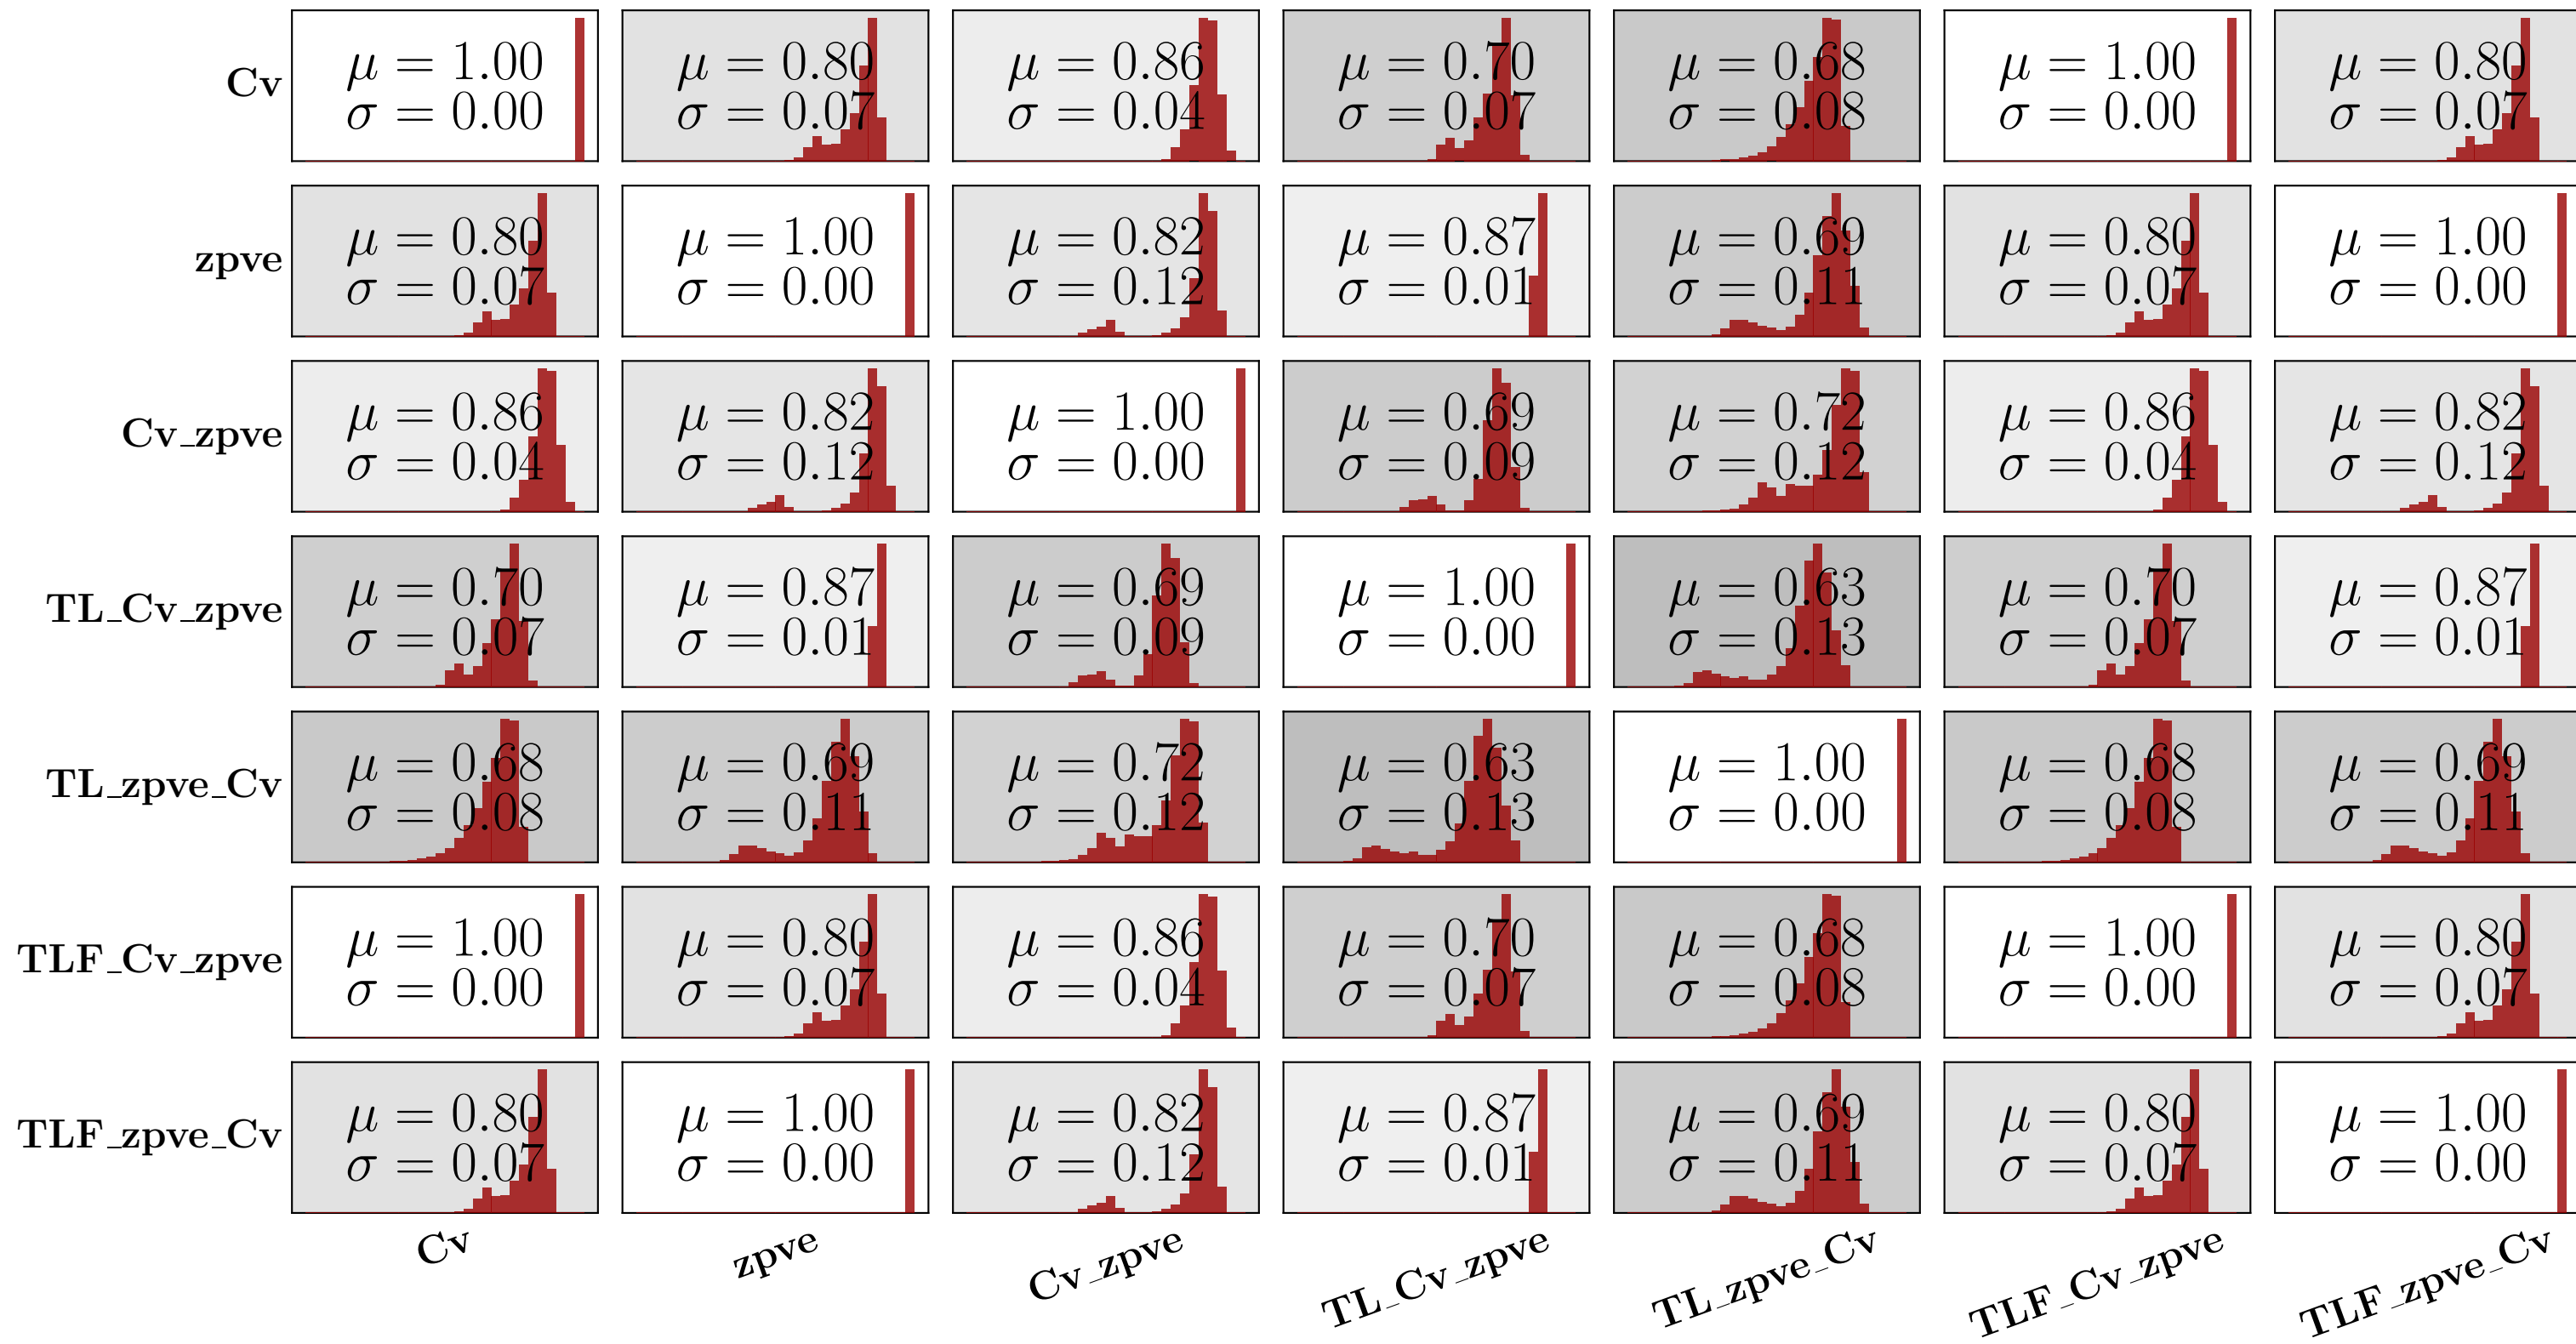 Cv
μ = 1.00 μ = 0.80 μ = 0.86 μ = 0.70 μ = 0.68 μ = 1.00 μ = 0.80
σ = 0.00 σ = 0.07 σ = 0.04 σ = 0.07 σ = 0.08 σ = 0.00 σ = 0.07
zpve
μ = 0.80 μ = 1.00 μ = 0.82 μ = 0.87 μ = 0.69 μ = 0.80 μ = 1.00
σ = 0.07 σ = 0.00 σ = 0.12 σ = 0.01 σ = 0.11 σ = 0.07 σ = 0.00
Cv_zpve
μ = 0.86 μ = 0.82 μ = 1.00 μ = 0.69 μ = 0.72 μ = 0.86 μ = 0.82
σ = 0.04 σ = 0.12 σ = 0.00 σ = 0.09 σ = 0.12 σ = 0.04 σ = 0.12
TL_Cv_zpve
μ = 0.70 μ = 0.87 μ = 0.69 μ = 1.00 μ = 0.63 μ = 0.70 μ = 0.87
σ = 0.07 σ = 0.01 σ = 0.09 σ = 0.00 σ = 0.13 σ = 0.07 σ = 0.01
TL_zpve_Cv
μ = 0.68 μ = 0.69 μ = 0.72 μ = 0.63 μ = 1.00 μ = 0.68 μ = 0.69
σ = 0.08 σ = 0.11 σ = 0.12 σ = 0.13 σ = 0.00 σ = 0.08 σ = 0.11
TLF_Cv_zpve
μ = 1.00 μ = 0.80 μ = 0.86 μ = 0.70 μ = 0.68 μ = 1.00 μ = 0.80
σ = 0.00 σ = 0.07 σ = 0.04 σ = 0.07 σ = 0.08 σ = 0.00 σ = 0.07
TLF_zpve_Cv
μ = 0.80 μ = 1.00 μ = 0.82 μ = 0.87 μ = 0.69 μ = 0.80 μ = 1.00
σ = 0.07 σ = 0.00 σ = 0.12 σ = 0.01 σ = 0.11 σ = 0.07 σ = 0.00
Cv zpve Cv_zpve TL_Cv_zpve TL_zpve_Cv TLF_Cv_zpve TLF_zpve_Cv